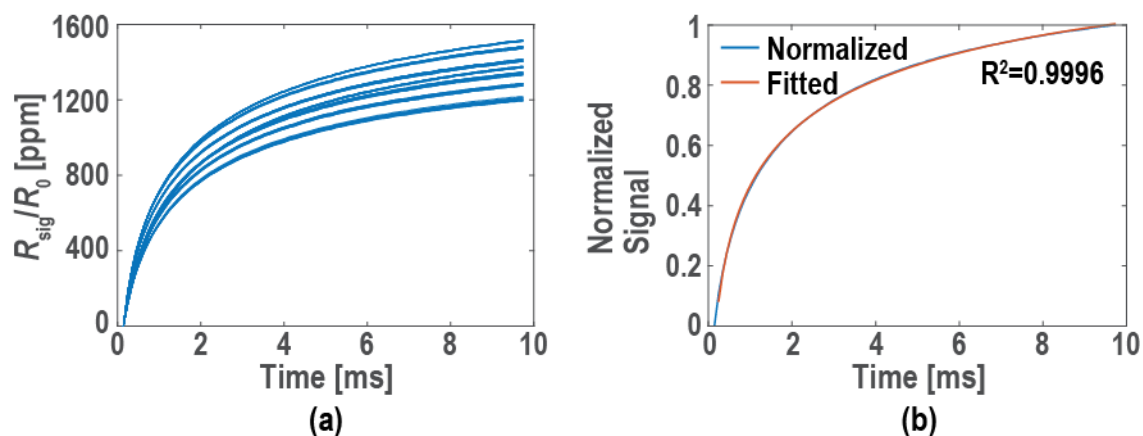 1600
1200
800
400
0
R_sig/R_0 [ppm]
0 2 4 6 8 10
Time [ms]
(a)
1
0.8
0.6
0.4
0.2
0
Normalized
Signal
Normalized
Fitted
R²=0.9996
0 2 4 6 8 10
Time [ms]
(b)